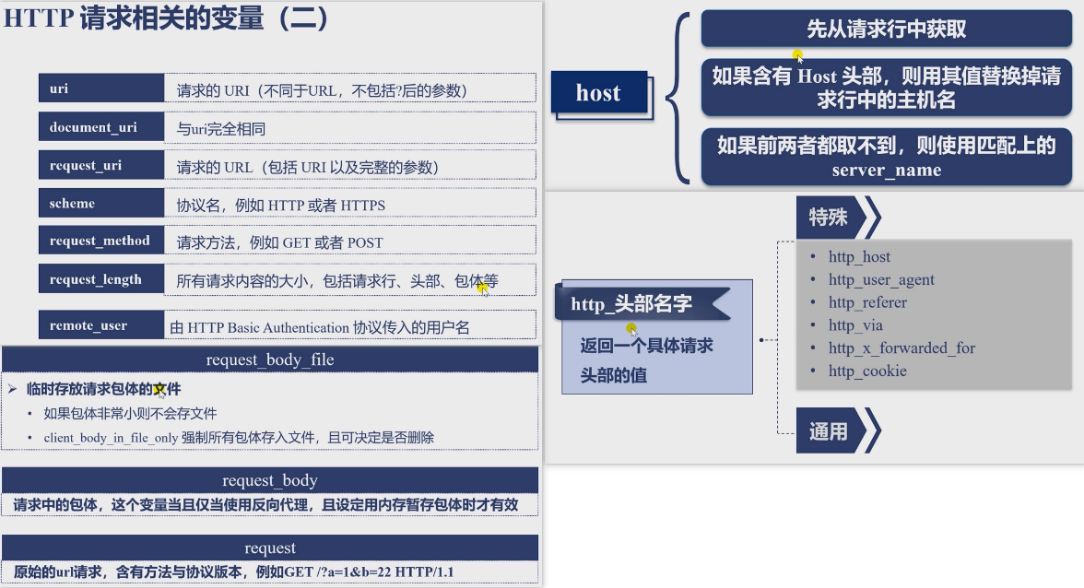 HTTP 请求相关的变量（二）
uri
请求的 URI（不同于URL，不包括?后的参数）
document_uri
与uri完全相同
request_uri
请求的 URL（包括 URI 以及完整的参数）
scheme
协议名，例如 HTTP 或者 HTTPS
request_method
请求方法，例如 GET 或者 POST
request_length
所有请求内容的大小，包括请求行、头部、包体等
remote_user
由 HTTP Basic Authentication 协议传入的用户名
request_body_file
临时存放请求包体的文件
如果包体非常小则不会存文件
client_body_in_file_only 强制所有包体存入文件，且可决定是否删除
request_body
请求中的包体，这个变量当且仅当使用反向代理，且设定用内存暂存包体时才有效
request
原始的url请求，含有方法与协议版本，例如GET /?a=1&b=22 HTTP/1.1
host
先从请求行中获取
如果含有 Host 头部，则用其值替换掉请
求行中的主机名
如果前两者都取不到，则使用匹配上的
server_name
http_头部名字
返回一个具体请求
头部的值
特殊
• http_host
• http_user_agent
• http_referer
• http_via
• http_x_forwarded_for
• http_cookie
通用